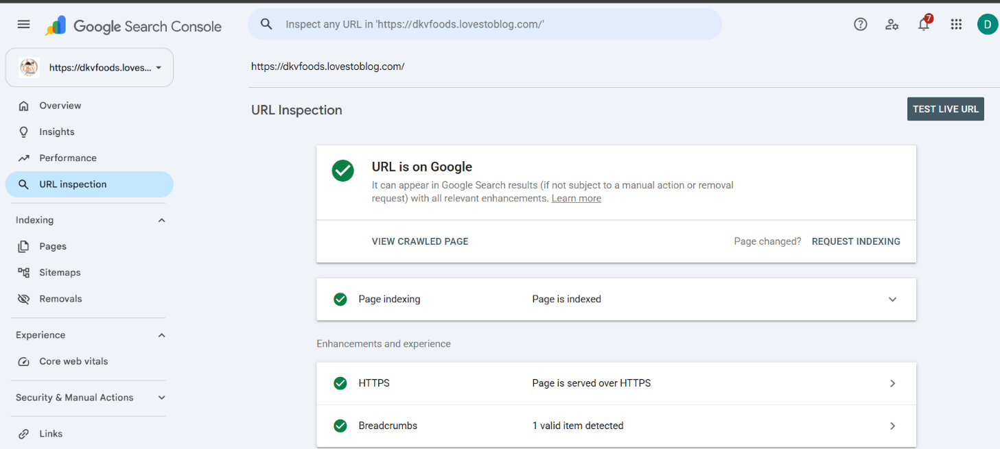 Google Search Console
Inspect any URL in 'https://dkvfoods.lovestoblog.com/'
7
D
https://dkvfoods.loves...
https://dkvfoods.lovestoblog.com/
Overview
Insights
Performance
URL inspection
Indexing
Pages
Sitemaps
Removals
Experience
Core web vitals
Security & Manual Actions
Links
URL Inspection
TEST LIVE URL
URL is on Google
It can appear in Google Search results (if not subject to a manual action or removal
request) with all relevant enhancements. Learn more
VIEW CRAWLED PAGE
Page changed? REQUEST INDEXING
Page indexing Page is indexed
Enhancements and experience
HTTPS Page is served over HTTPS
Breadcrumbs 1 valid item detected